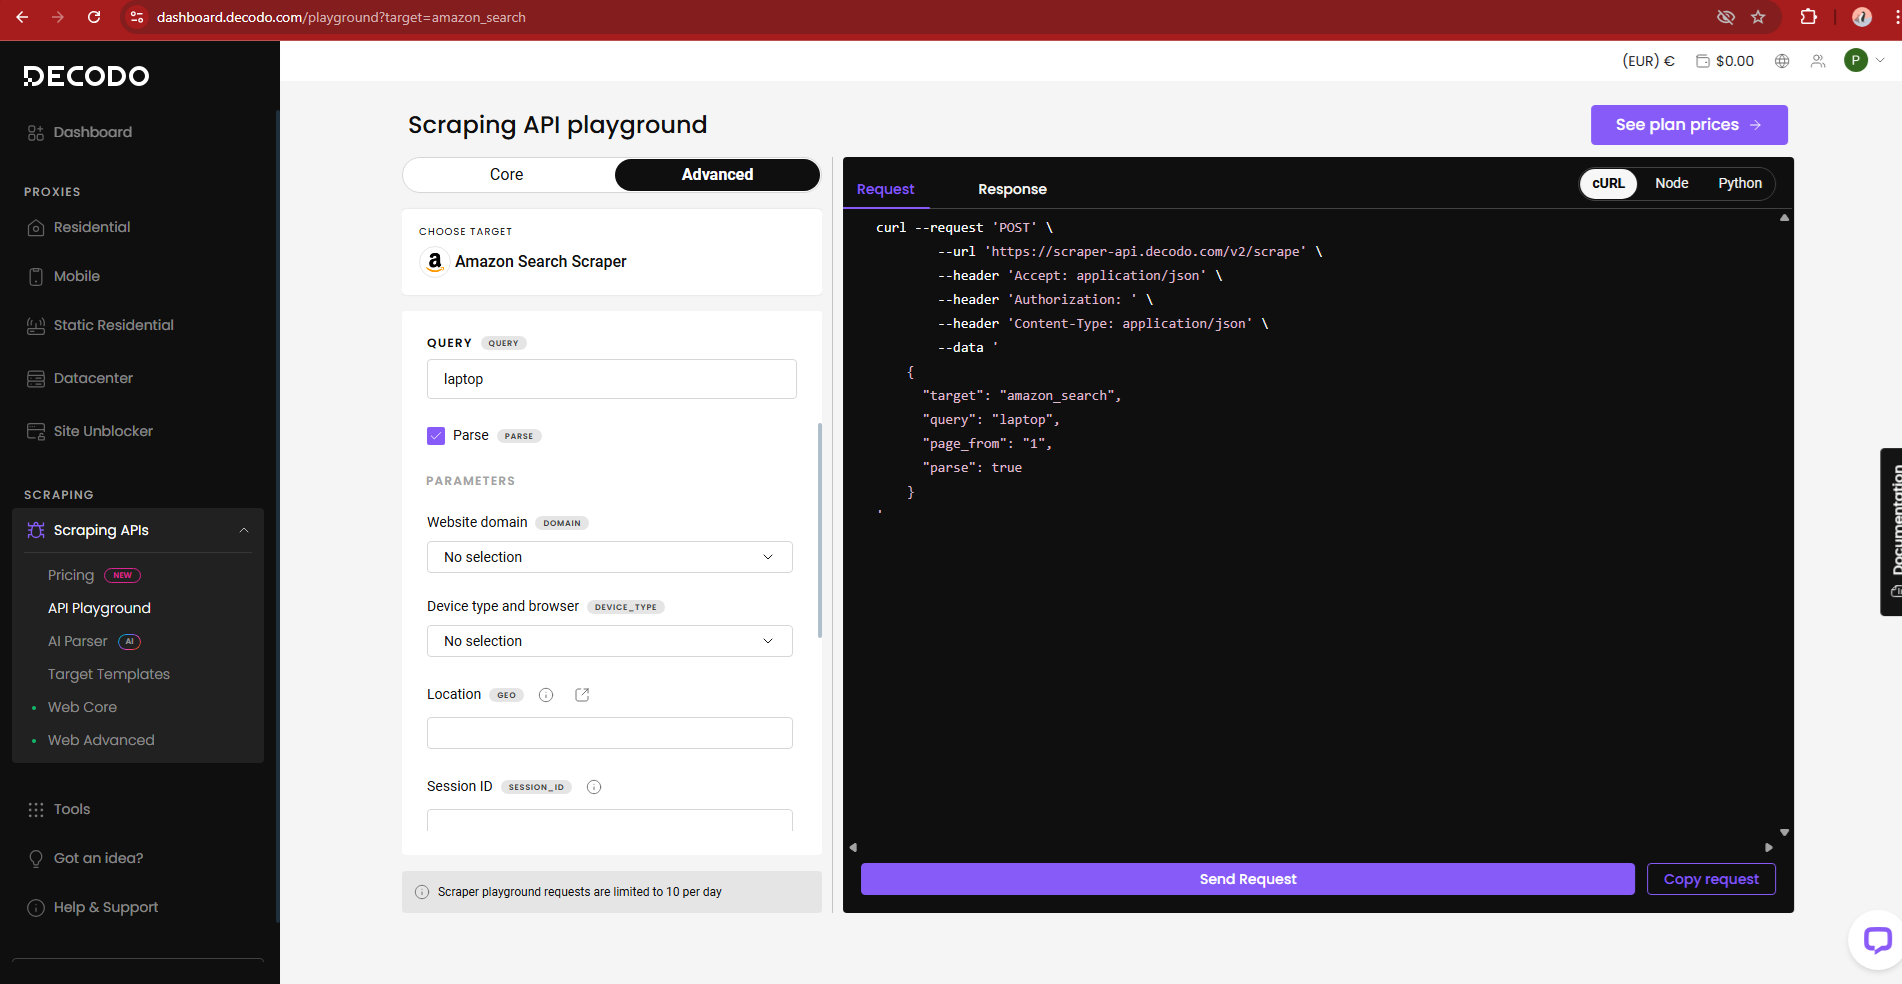 dashboard.decodo.com/playground?target=amazon_search
DECODO
(EUR) €
$0.00
P
Dashboard
PROXIES
Residential
Mobile
Static Residential
Datacenter
Site Unblocker
SCRAPING
Scraping APIs
Pricing NEW
API Playground
AI Parser AI
Target Templates
Web Core
Web Advanced
Tools
Got an idea?
Help & Support
Scraping API playground
See plan prices
Core
Advanced
CHOOSE TARGET
Amazon Search Scraper
QUERY QUERY
laptop
Parse PARSE
PARAMETERS
Website domain DOMAIN
No selection
Device type and browser DEVICE_TYPE
No selection
Location GEO
Session ID SESSION_ID
Scraper playground requests are limited to 10 per day
Request
Response
cURL
Node
Python
curl --request 'POST' \
--url 'https://scraper-api.decodo.com/v2/scrape' \
--header 'Accept: application/json' \
--header 'Authorization: ' \
--header 'Content-Type: application/json' \
--data '
{
"target": "amazon_search",
"query": "laptop",
"page_from": "1",
"parse": true
}
'
Send Request
Copy request
Documentation